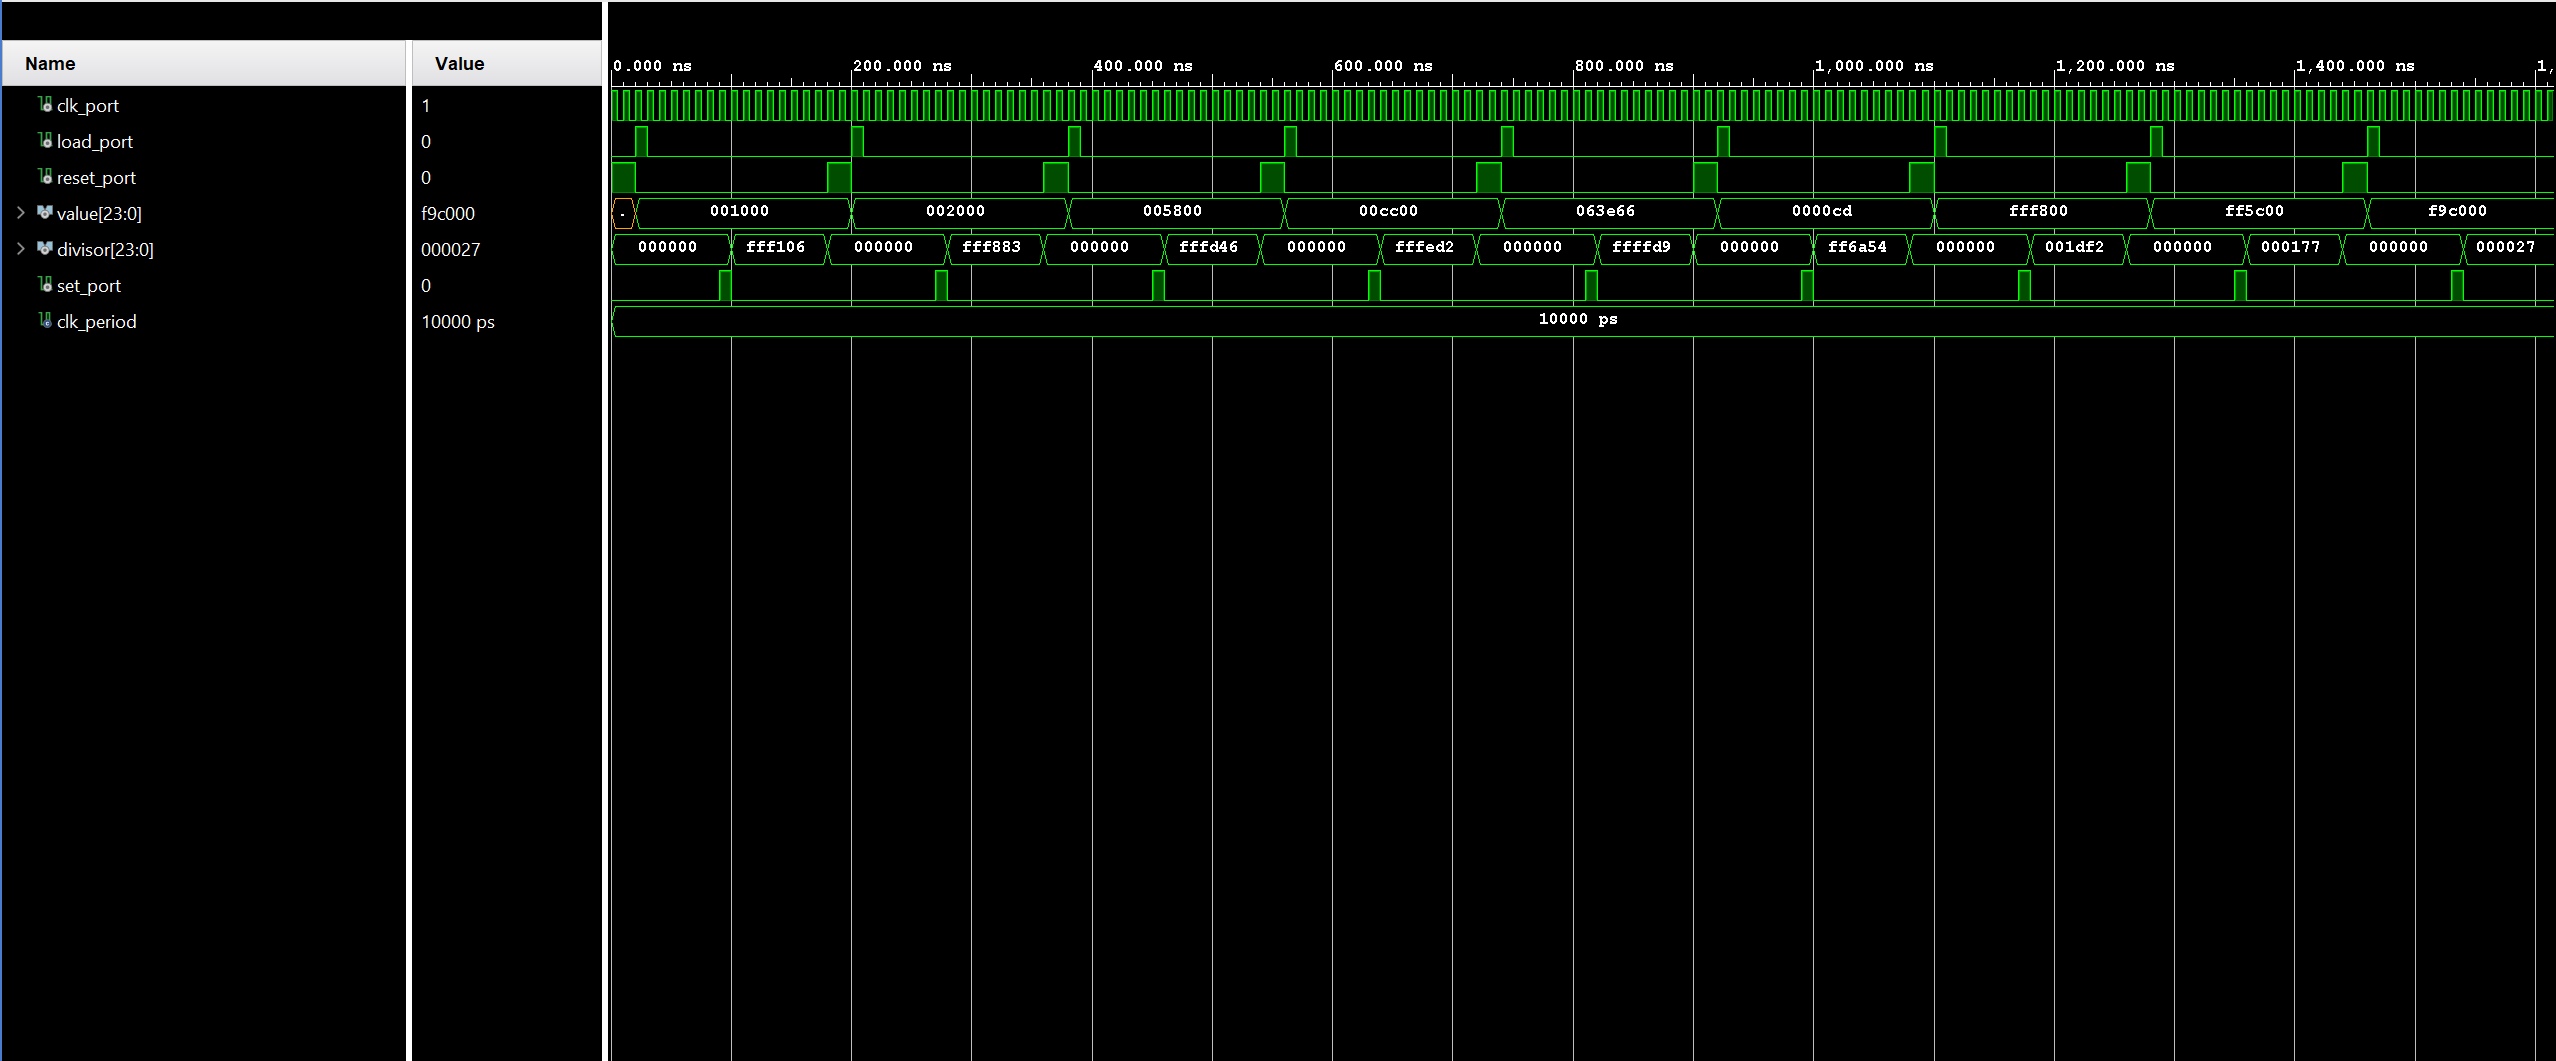 Name Value
0.000 ns 200.000 ns 400.000 ns 600.000 ns 800.000 ns 1,000.000 ns 1,200.000 ns 1,400.000 ns 1,
clk_port 1
load_port 0
reset_port 0
value[23:0] f9c000 . 001000 002000 005800 00cc00 063e66 0000cd fff800 ff5c00 f9c000
divisor[23:0] 000027 000000 fff106 000000 fff883 000000 fffd46 000000 fffed2 000000 ffffd9 000000 ff6a54 000000 001df2 000000 000177 000000 000027
set_port 0
clk_period 10000 ps 10000 ps